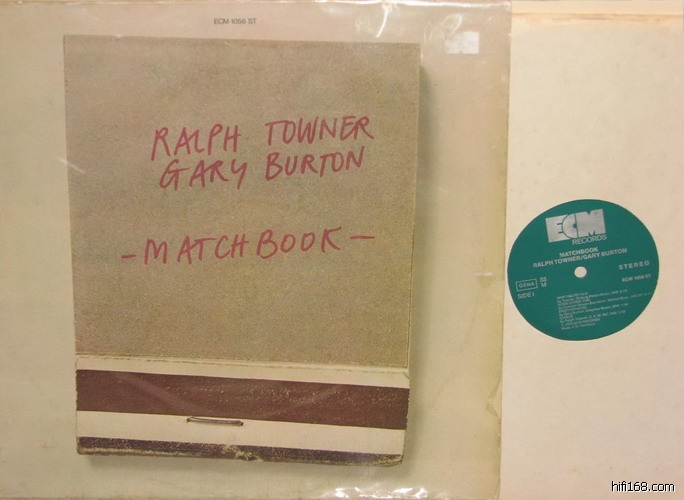 ECM 1056 ST
RALPH TOWNER
GARY BURTON
-MATCHBOOK-
ECM
RECORDS
MATCHBOOK
RALPH TOWNER/GARY BURTON
STEREO
GEMA
SIDE I
ECM 1056 ST
hifi168.com